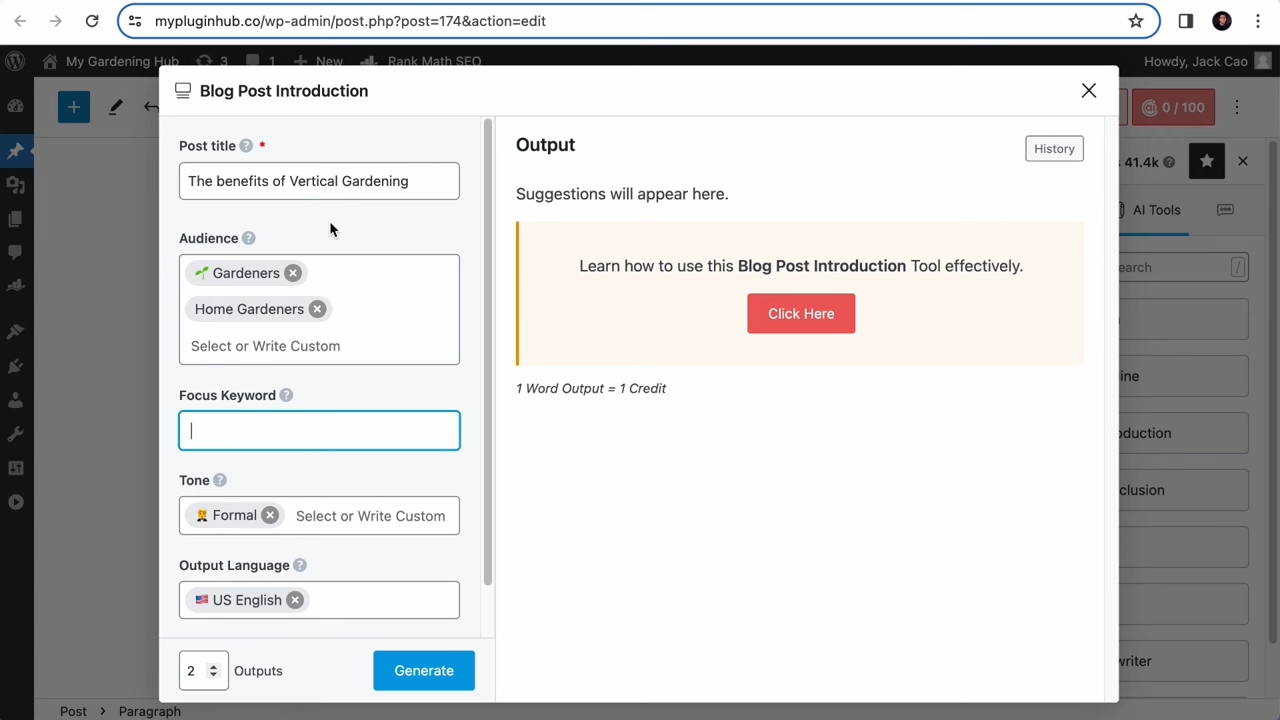 mypluginhub.co/wp-admin/post.php?post=174&action=edit
My Gardening Hub 3 1 New Rank Math SEO Howdy, Jack Cao
Blog Post Introduction
0 / 100
Post title *
The benefits of Vertical Gardening
Audience
Gardeners
Home Gardeners
Select or Write Custom
Focus Keyword
Tone
Formal Select or Write Custom
Output Language
US English
2 Outputs Generate
Output
History
Suggestions will appear here.
Learn how to use this Blog Post Introduction Tool effectively.
Click Here
1 Word Output = 1 Credit
41.4k
AI Tools
earch /
ine
oduction
clusion
writer
Post > Paragraph